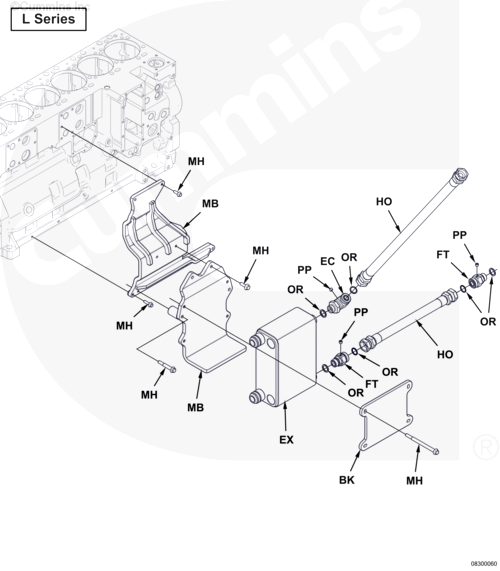 ©Cummins Inc
L Series
cummins
MH
MB
HO
MH
PP
FT
OR
EC
PP
OR
PP
OR
MH
HO
OR
FT
OR
MH
MB
EX
BK
MH
®
08300060